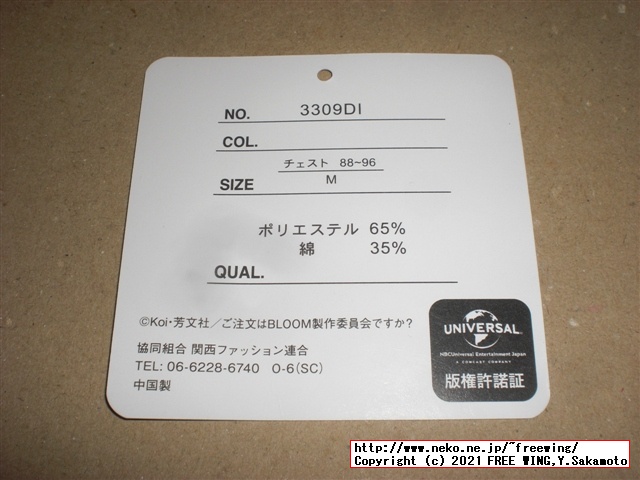 NO. 3309DI
COL.
チェスト 88~96
SIZE M
ポリエステル 65%
綿 35%
QUAL.
©Koi・芳文社/ご注文はBLOOM製作委員会ですか?
協同組合 関西ファッション連合
TEL: 06-6228-6740 O-6(SC)
中国製
UNIVERSAL
NBCUniversal Entertainment Japan
A COMCAST COMPANY
版権許諾証
http://www.neko.ne.jp/~freewing/
Copyright (c) 2021 FREE WING,Y.Sakamoto